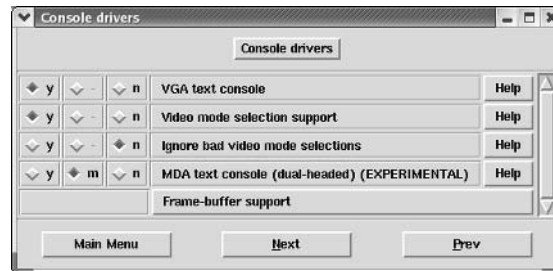 Console drivers
Console drivers
y - n VGA text console Help
y - n Video mode selection support Help
y - n Ignore bad video mode selections Help
y m n MDA text console (dual-headed) (EXPERIMENTAL) Help
Frame-buffer support
Main Menu Next Prev